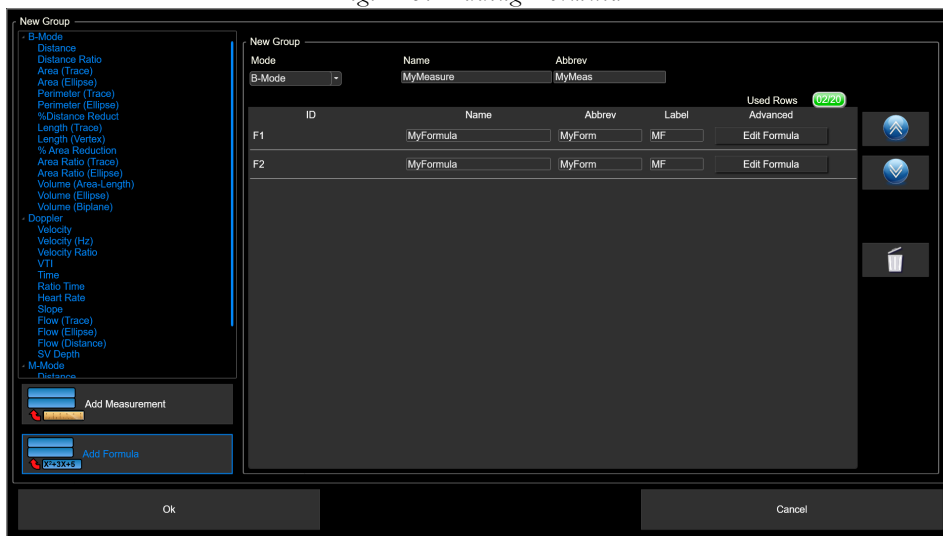 New Group
B-Mode
Distance
Distance Ratio
Area (Trace)
Area (Ellipse)
Perimeter (Trace)
Perimeter (Ellipse)
%Distance Reduct
Length (Trace)
Length (Vertex)
% Area Reduction
Area Ratio (Trace)
Area Ratio (Ellipse)
Volume (Area-Length)
Volume (Ellipse)
Volume (Biplane)
Doppler
Velocity
Velocity (Hz)
Velocity Ratio
VTI
Time
Ratio Time
Heart Rate
Slope
Flow (Trace)
Flow (Ellipse)
Flow (Distance)
SV Depth
M-Mode
Distance
Add Measurement
X²+3X+5
Add Formula
New Group
Mode Name Abbrev
B-Mode MyMeasure MyMeas
Used Rows 02/20
ID Name Abbrev Label Advanced
F1 MyFormula MyForm MF Edit Formula
F2 MyFormula MyForm MF Edit Formula
Ok Cancel